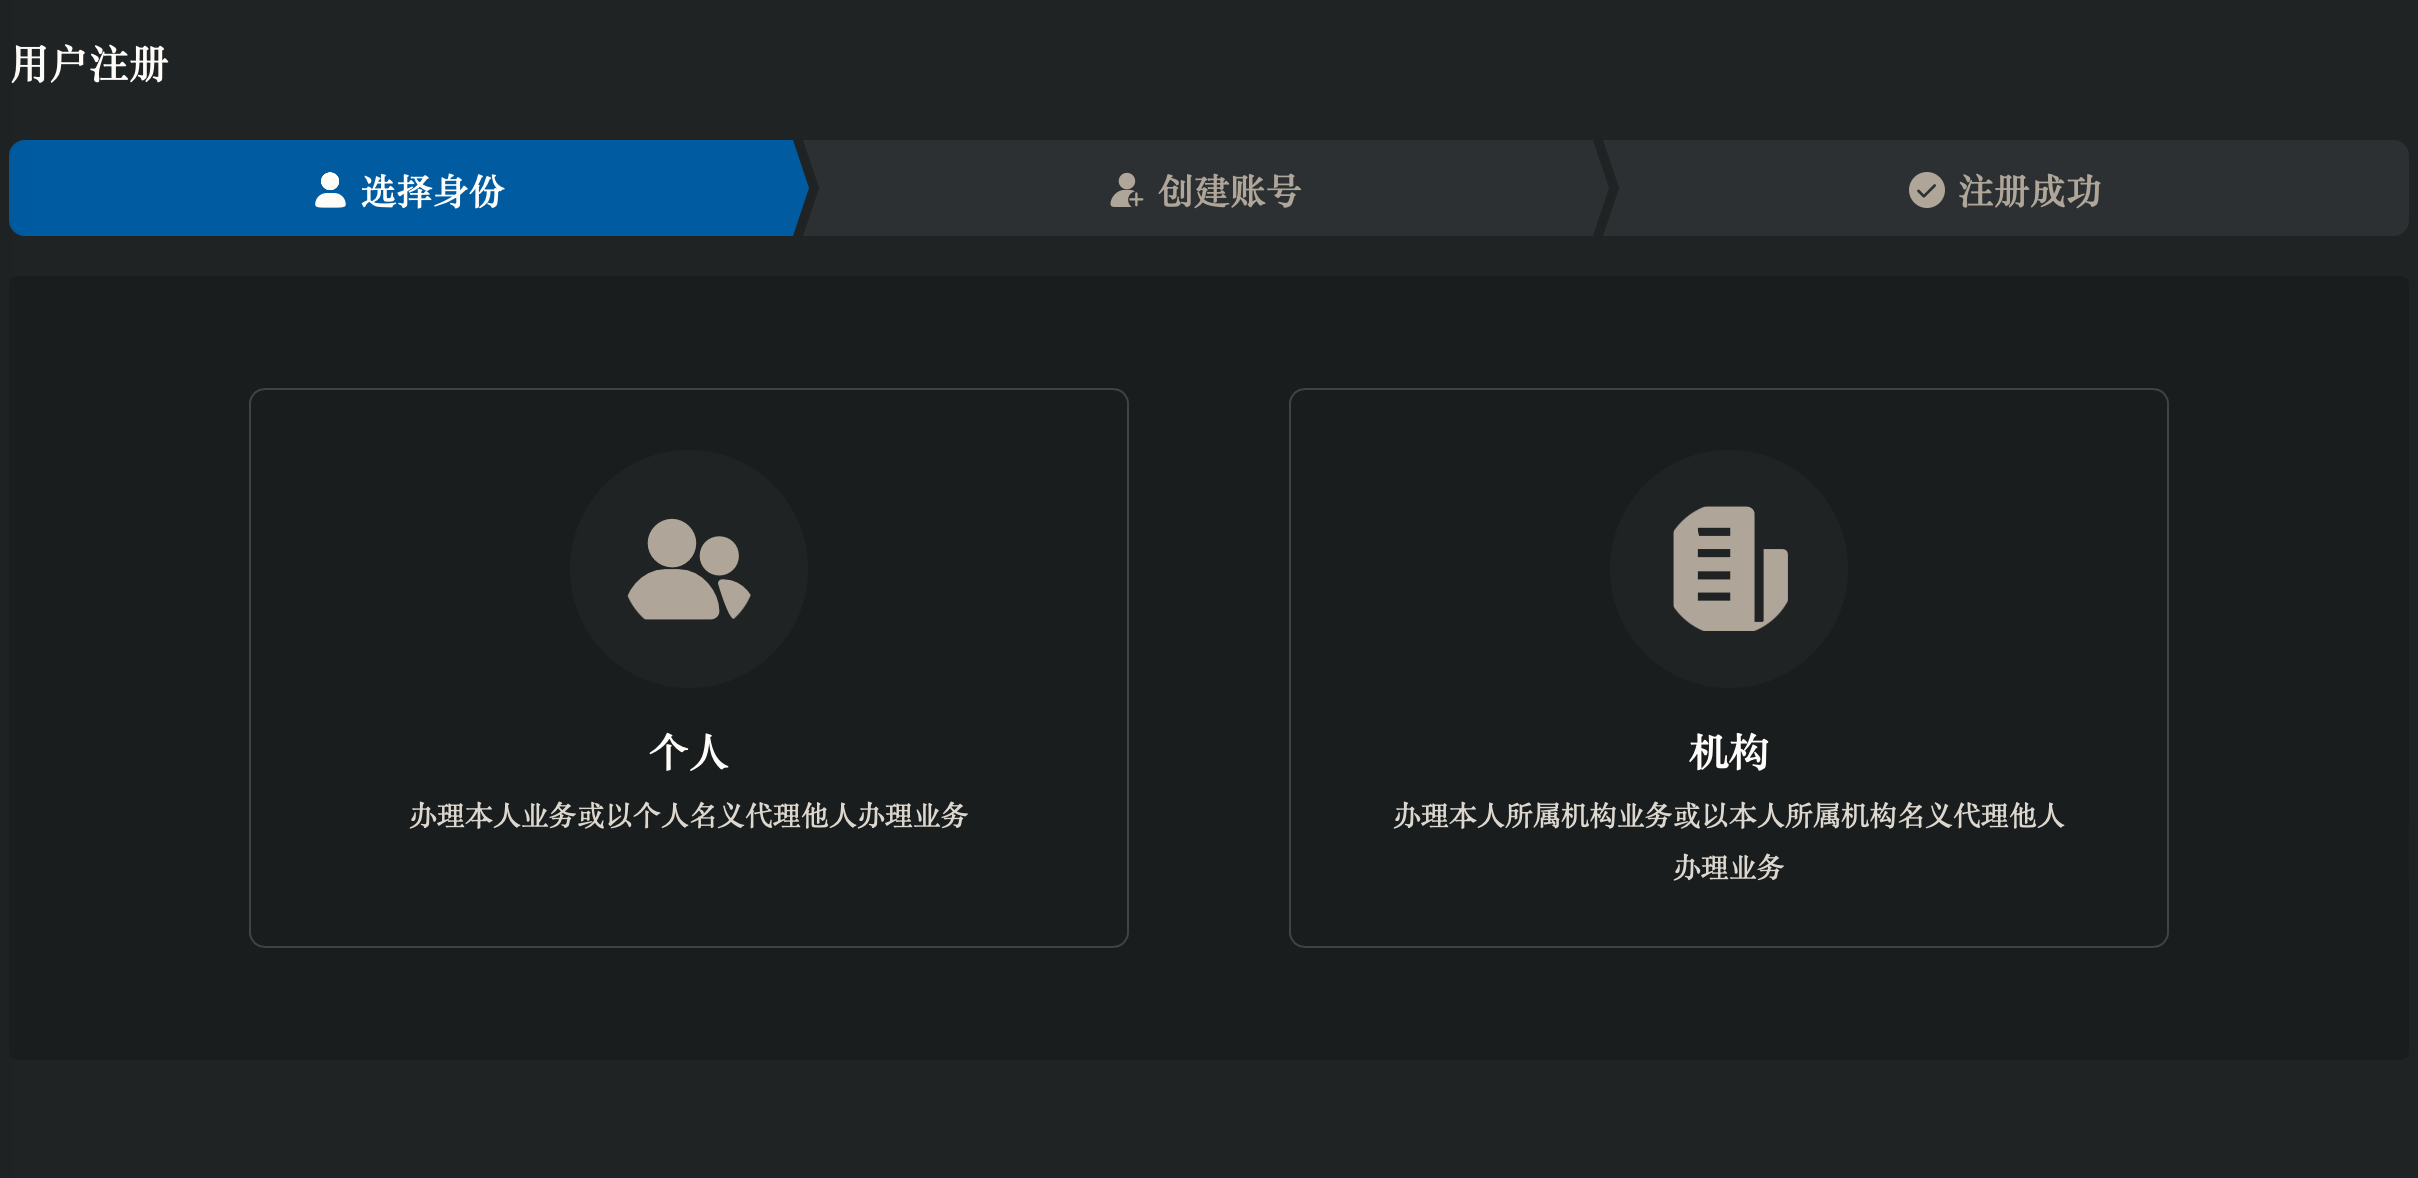 用户注册
选择身份
创建账号
注册成功
个人
办理本人业务或以个人名义代理他人办理业务
机构
办理本人所属机构业务或以本人所属机构名义代理他人
办理业务